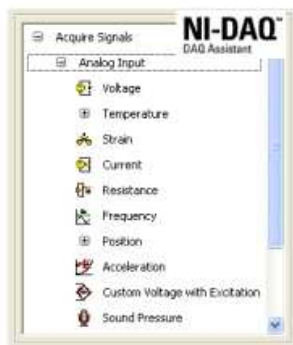 NI-DAQ™
DAQ Assistant
Acquire Signals
Analog Input
Voltage
Temperature
Strain
Current
Resistance
Frequency
Position
Acceleration
Custom Voltage with Excitation
Sound Pressure